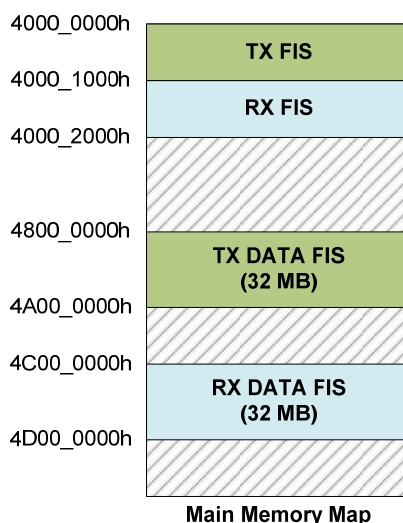 4000_0000h
TX FIS
4000_1000h
RX FIS
4000_2000h
4800_0000h
TX DATA FIS
(32 MB)
4A00_0000h
4C00_0000h
RX DATA FIS
(32 MB)
4D00_0000h
Main Memory Map